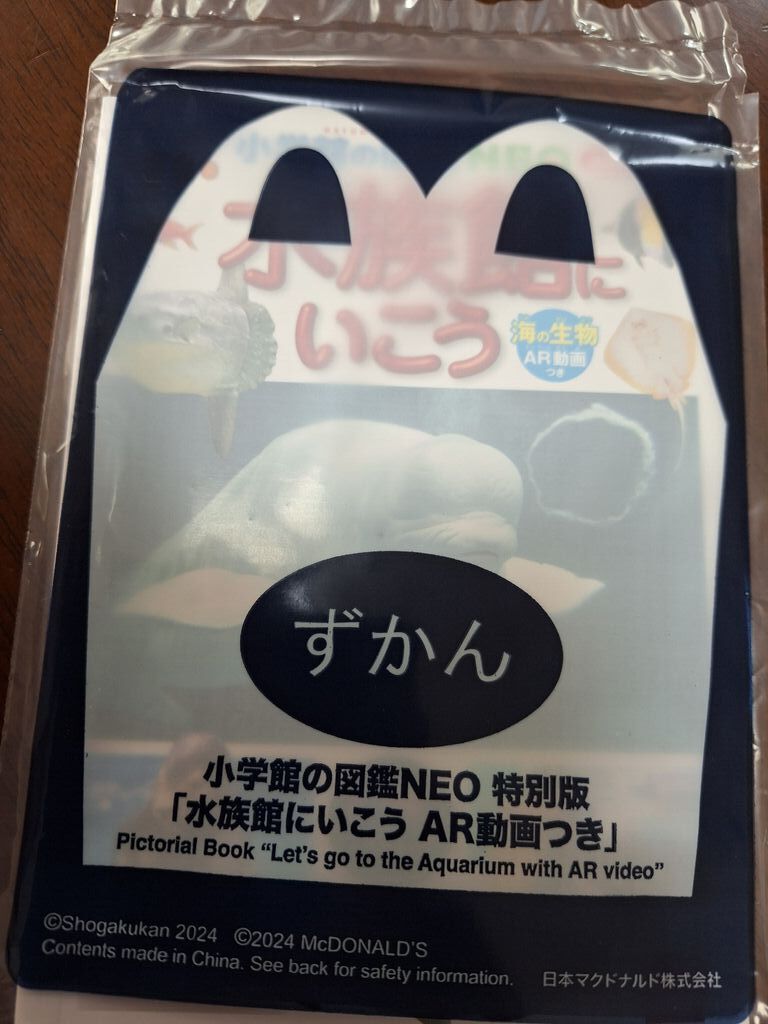 小学館の NEO
水族館に
いこう
海の生物
AR動画
つき
ずかん
小学館の図鑑NEO 特別版
「水族館にいこう AR動画つき」
Pictorial Book “Let's go to the Aquarium with AR video”
©Shogakukan 2024 ©2024 McDONALD'S
Contents made in China. See back for safety information.
日本マクドナルド株式会社